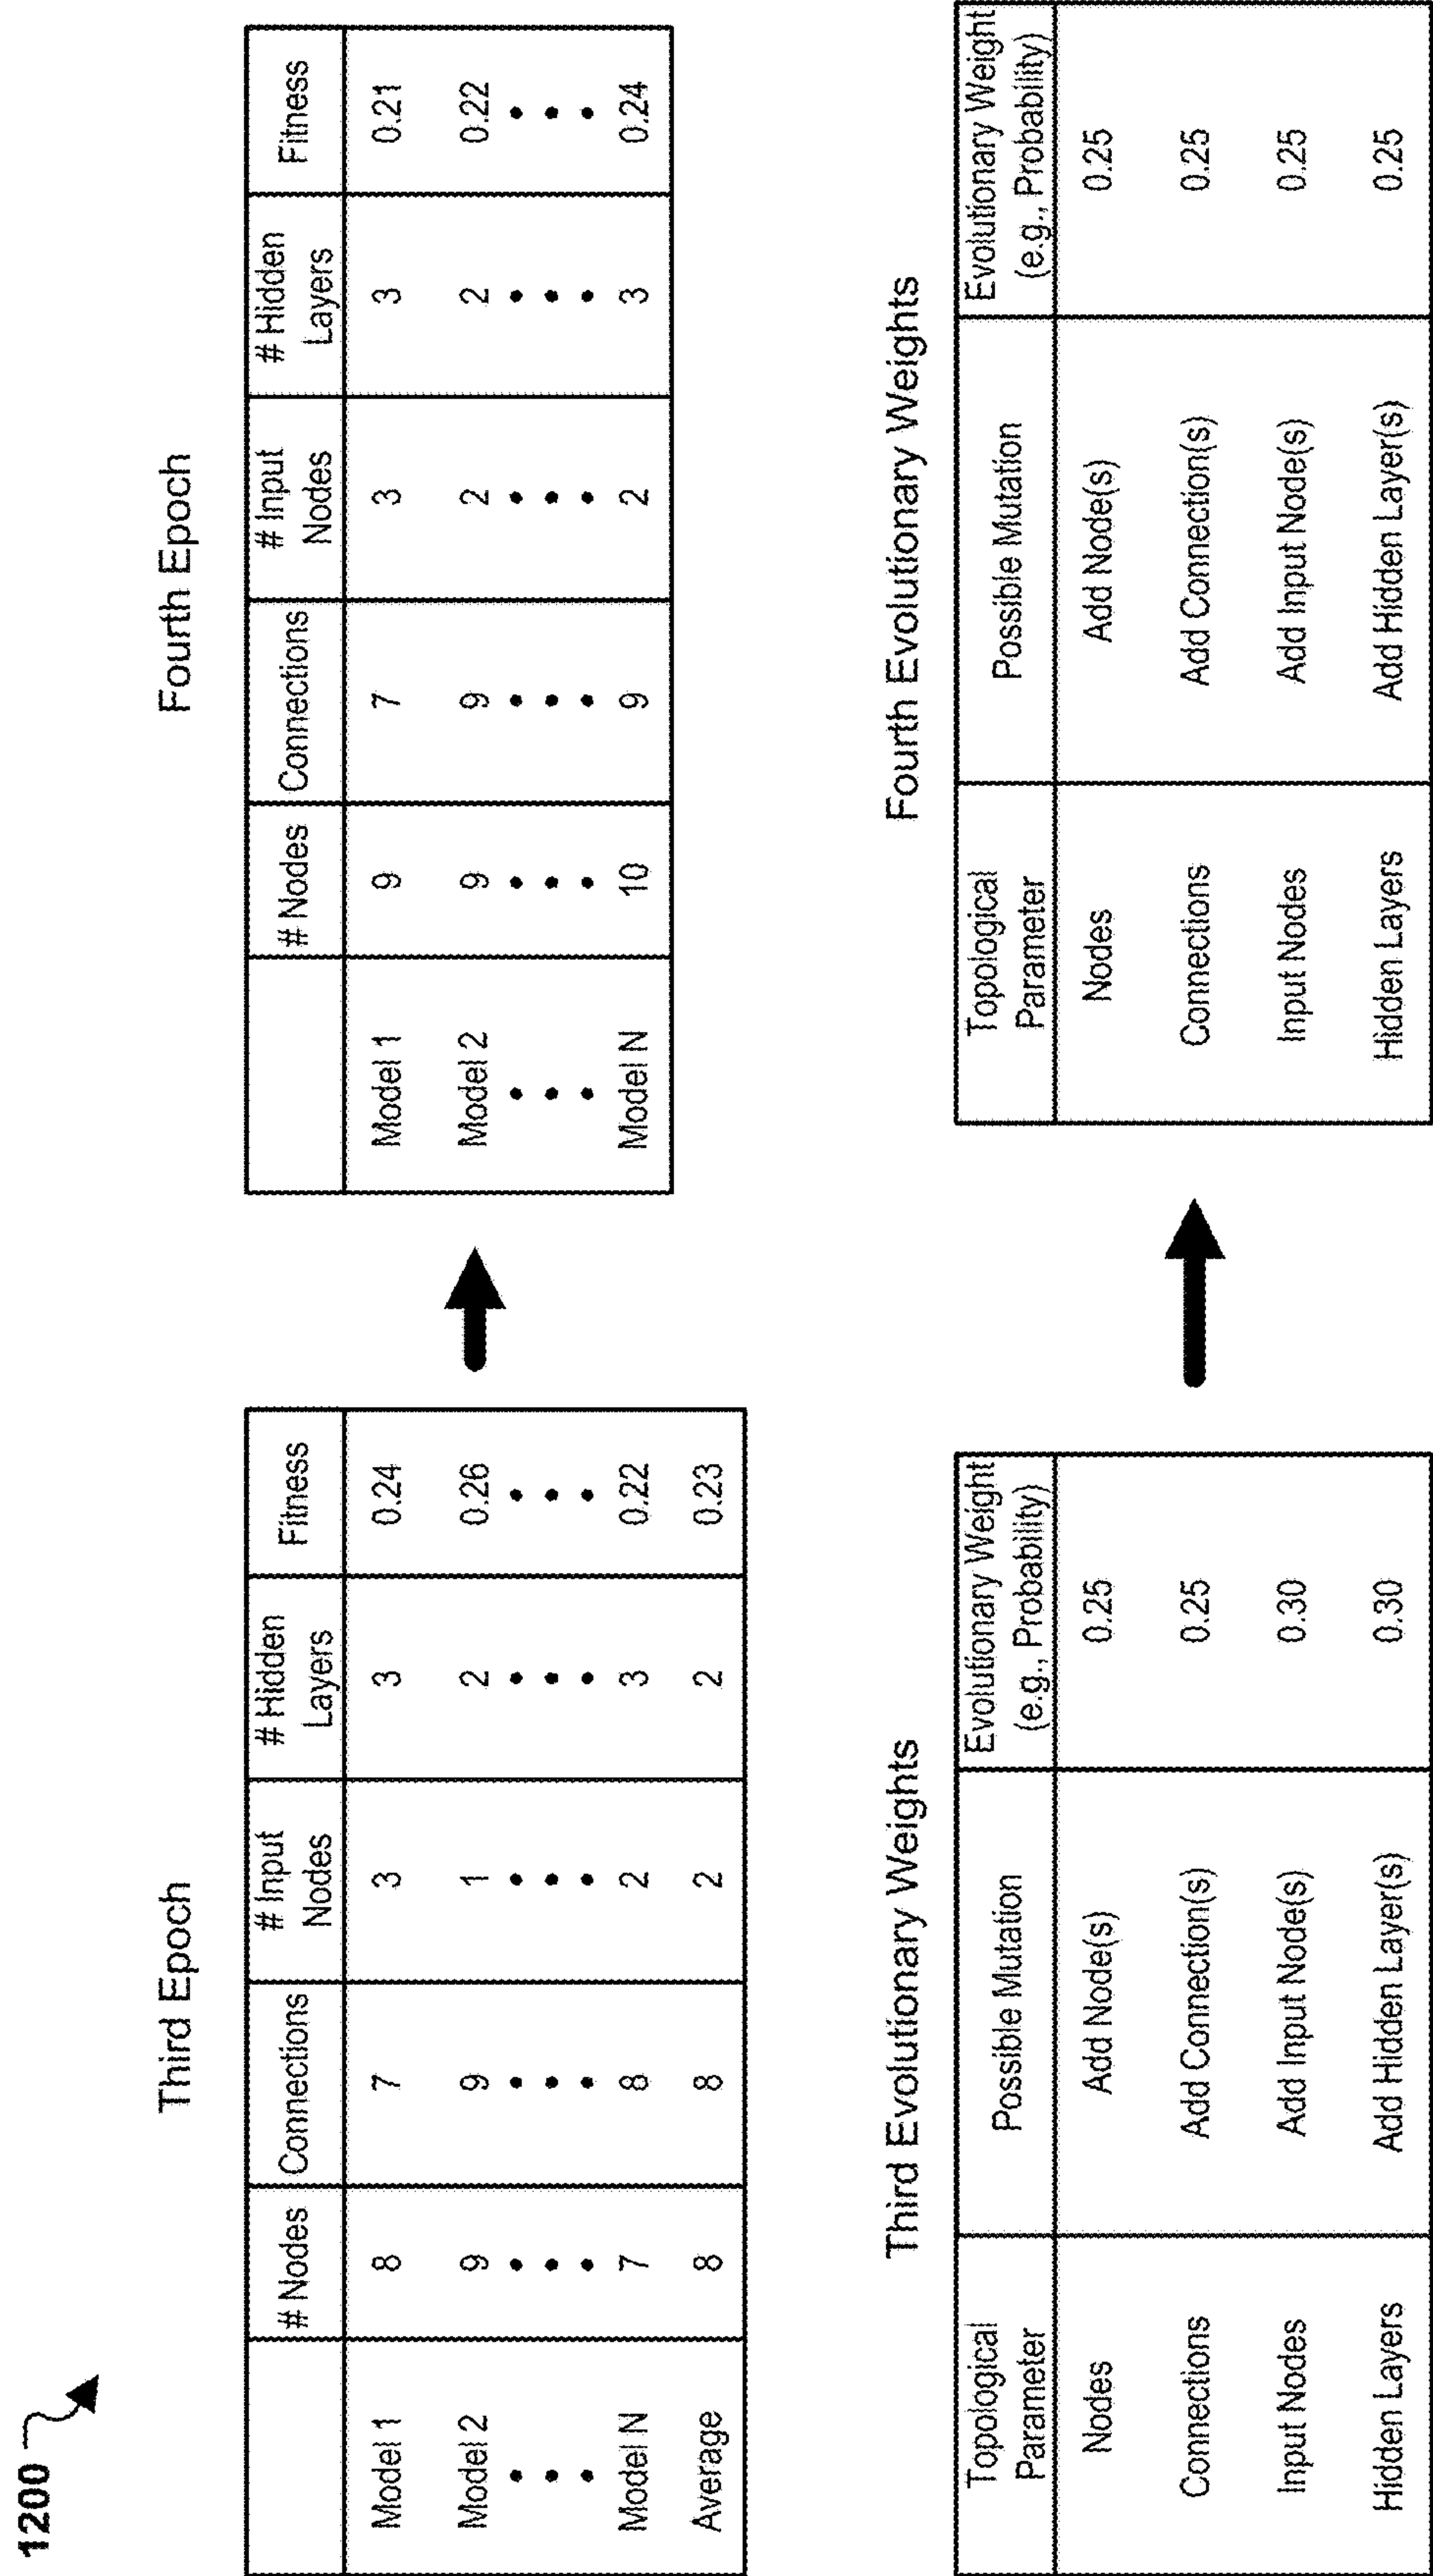 1200
Third Epoch
# Nodes Connections # Input Nodes # Hidden Layers Fitness
Model 1 8 7 3 3 0.24
Model 2 9 9 1 2 0.26
Model N 7 8 2 3 0.22
Average 8 8 2 2 0.23
Fourth Epoch
# Nodes Connections # Input Nodes # Hidden Layers Fitness
Model 1 9 7 3 3 0.21
Model 2 9 9 2 2 0.22
Model N 10 9 2 3 0.24
Third Evolutionary Weights
Topological Parameter Possible Mutation Evolutionary Weight (e.g., Probability)
Nodes Add Node(s) 0.25
Connections Add Connection(s) 0.25
Input Nodes Add Input Node(s) 0.30
Hidden Layers Add Hidden Layer(s) 0.30
Fourth Evolutionary Weights
Topological Parameter Possible Mutation Evolutionary Weight (e.g., Probability)
Nodes Add Node(s) 0.25
Connections Add Connection(s) 0.25
Input Nodes Add Input Node(s) 0.25
Hidden Layers Add Hidden Layer(s) 0.25